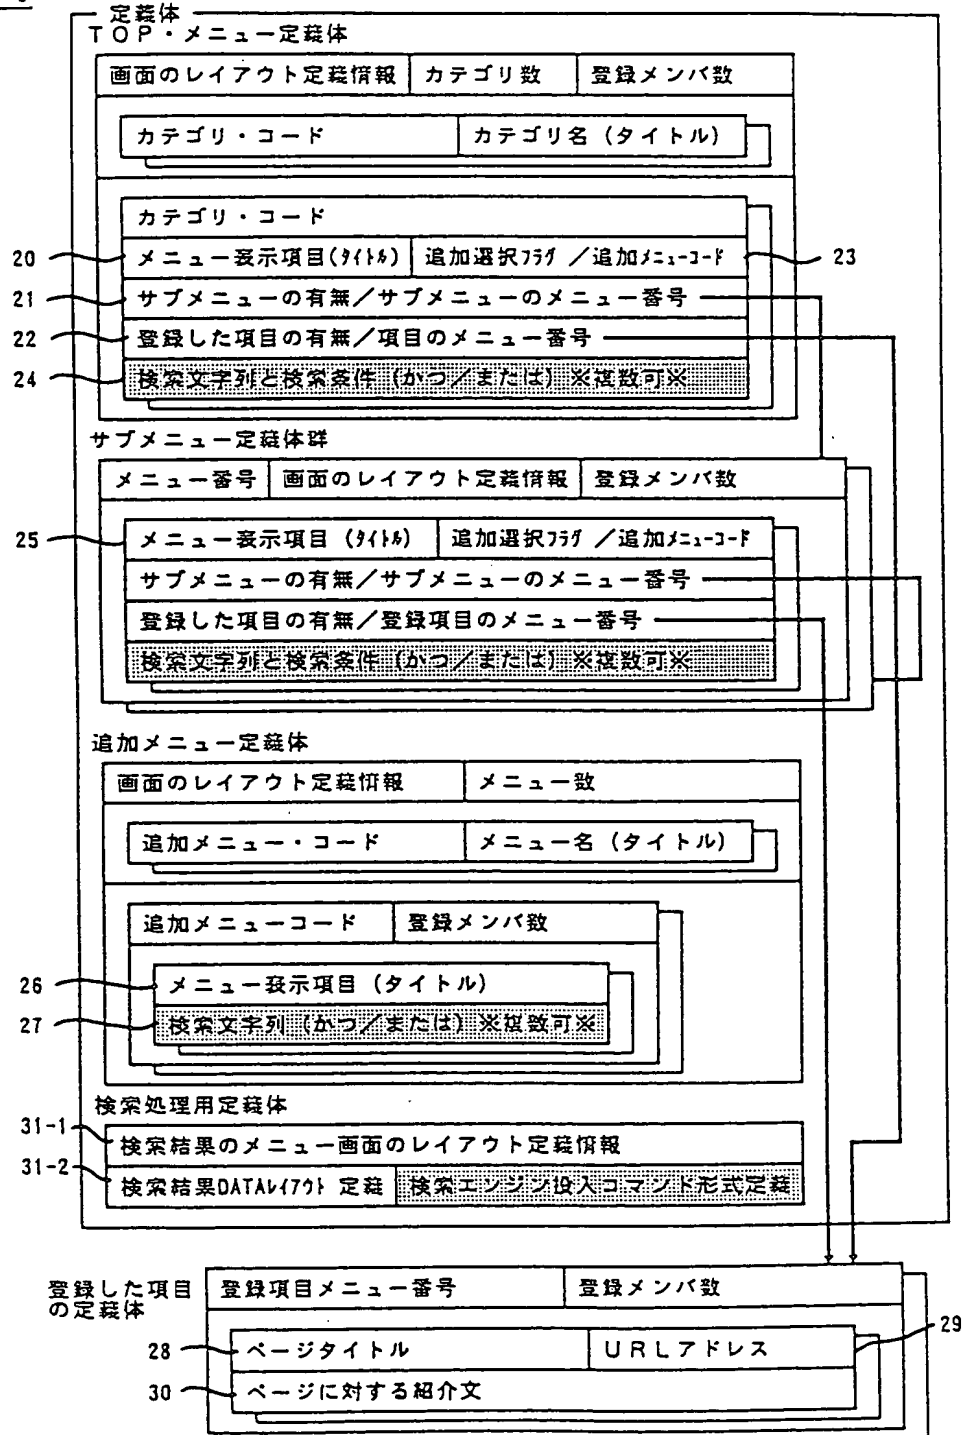 定義体
TOP・メニュー定義体
画面のレイアウト定義情報 カテゴリ数 登録メンバ数
カテゴリ・コード カテゴリ名(タイトル)
カテゴリ・コード
20 メニュー表示項目(タイトル) 追加選択フラグ/追加メニューコード 23
21 サブメニューの有無/サブメニューのメニュー番号
22 登録した項目の有無/項目のメニュー番号
24 検索文字列と検索条件(かつ/または)※複数可※
サブメニュー定義体群
メニュー番号 画面のレイアウト定義情報 登録メンバ数
25 メニュー表示項目(タイトル) 追加選択フラグ/追加メニューコード
サブメニューの有無/サブメニューのメニュー番号
登録した項目の有無/登録項目のメニュー番号
検索文字列と検索条件(かつ/または)※複数可※
追加メニュー定義体
画面のレイアウト定義情報 メニュー数
追加メニュー・コード メニュー名(タイトル)
追加メニューコード 登録メンバ数
26 メニュー表示項目(タイトル)
27 検索文字列(かつ/または)※複数可※
検索処理用定義体
31-1 検索結果のメニュー画面のレイアウト定義情報
31-2 検索結果DATAレイアウト 定義 検索エンジン投入コマンド形式定義
登録した項目
の定義体
登録項目メニュー番号 登録メンバ数
28 ページタイトル URLアドレス 29
30 ページに対する紹介文